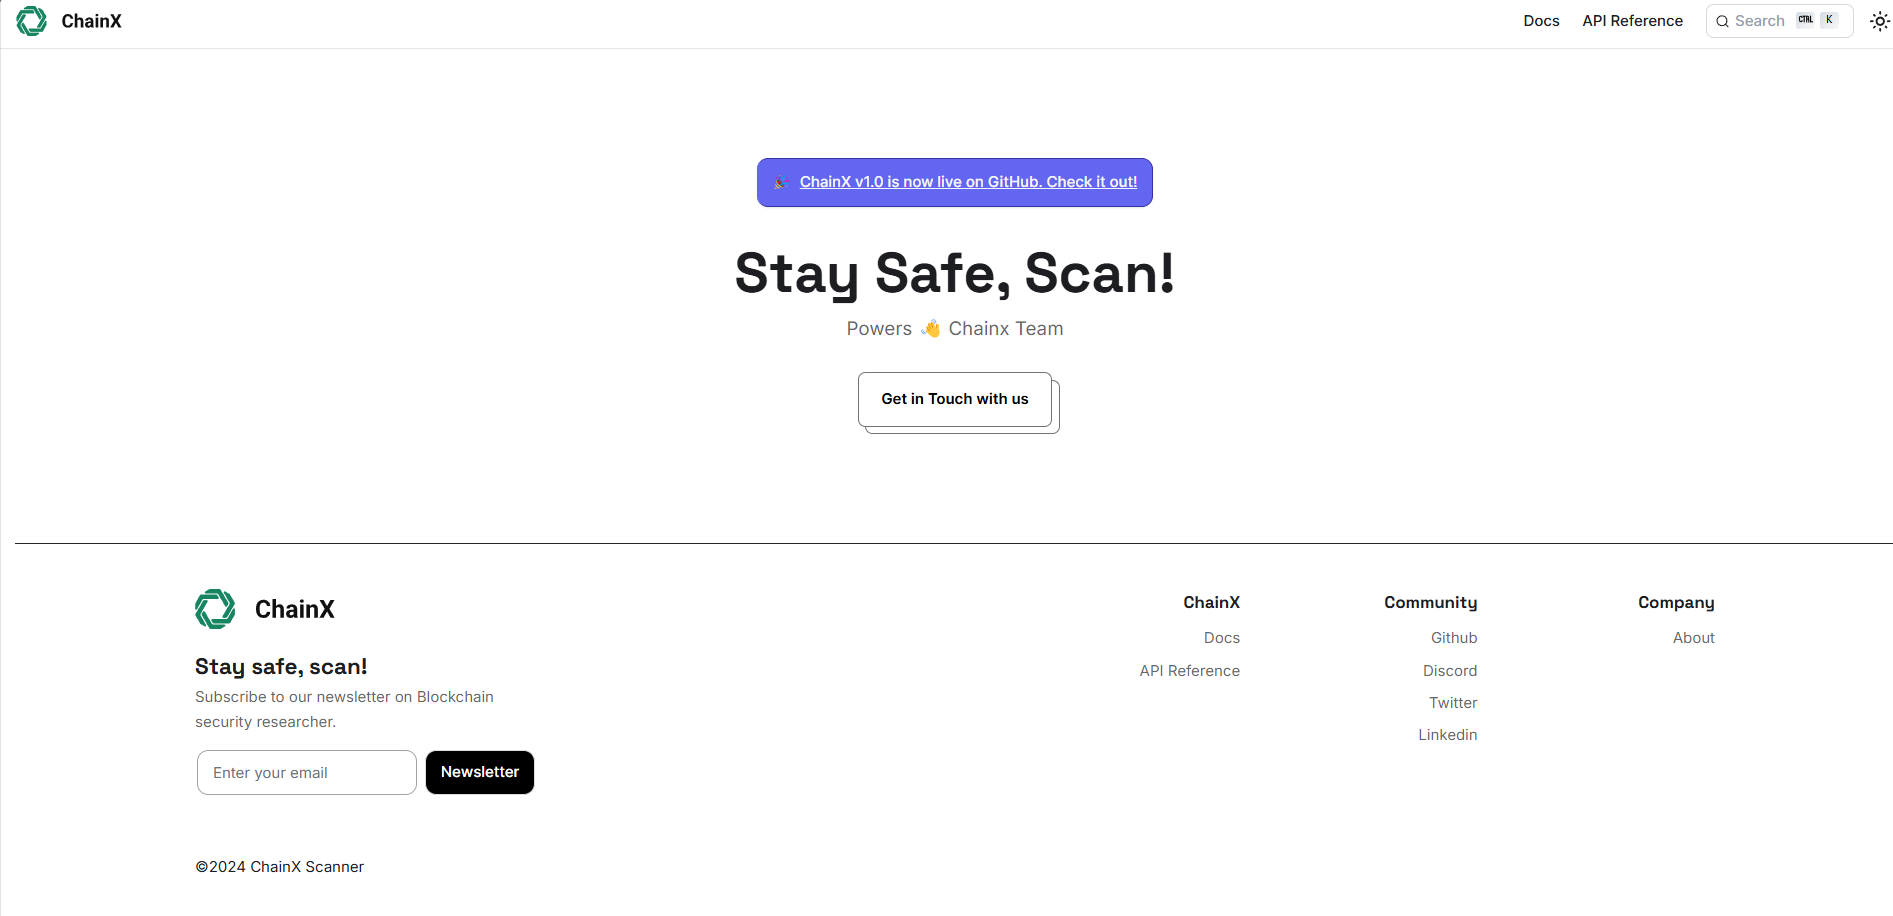 ChainX
Docs
API Reference
Search CTRL K
🎉 ChainX v1.0 is now live on GitHub. Check it out!
Stay Safe, Scan!
Powers 👋 Chainx Team
Get in Touch with us
ChainX
Stay safe, scan!
Subscribe to our newsletter on Blockchain
security researcher.
Enter your email
Newsletter
ChainX
Docs
API Reference
Community
Github
Discord
Twitter
Linkedin
Company
About
©2024 ChainX Scanner